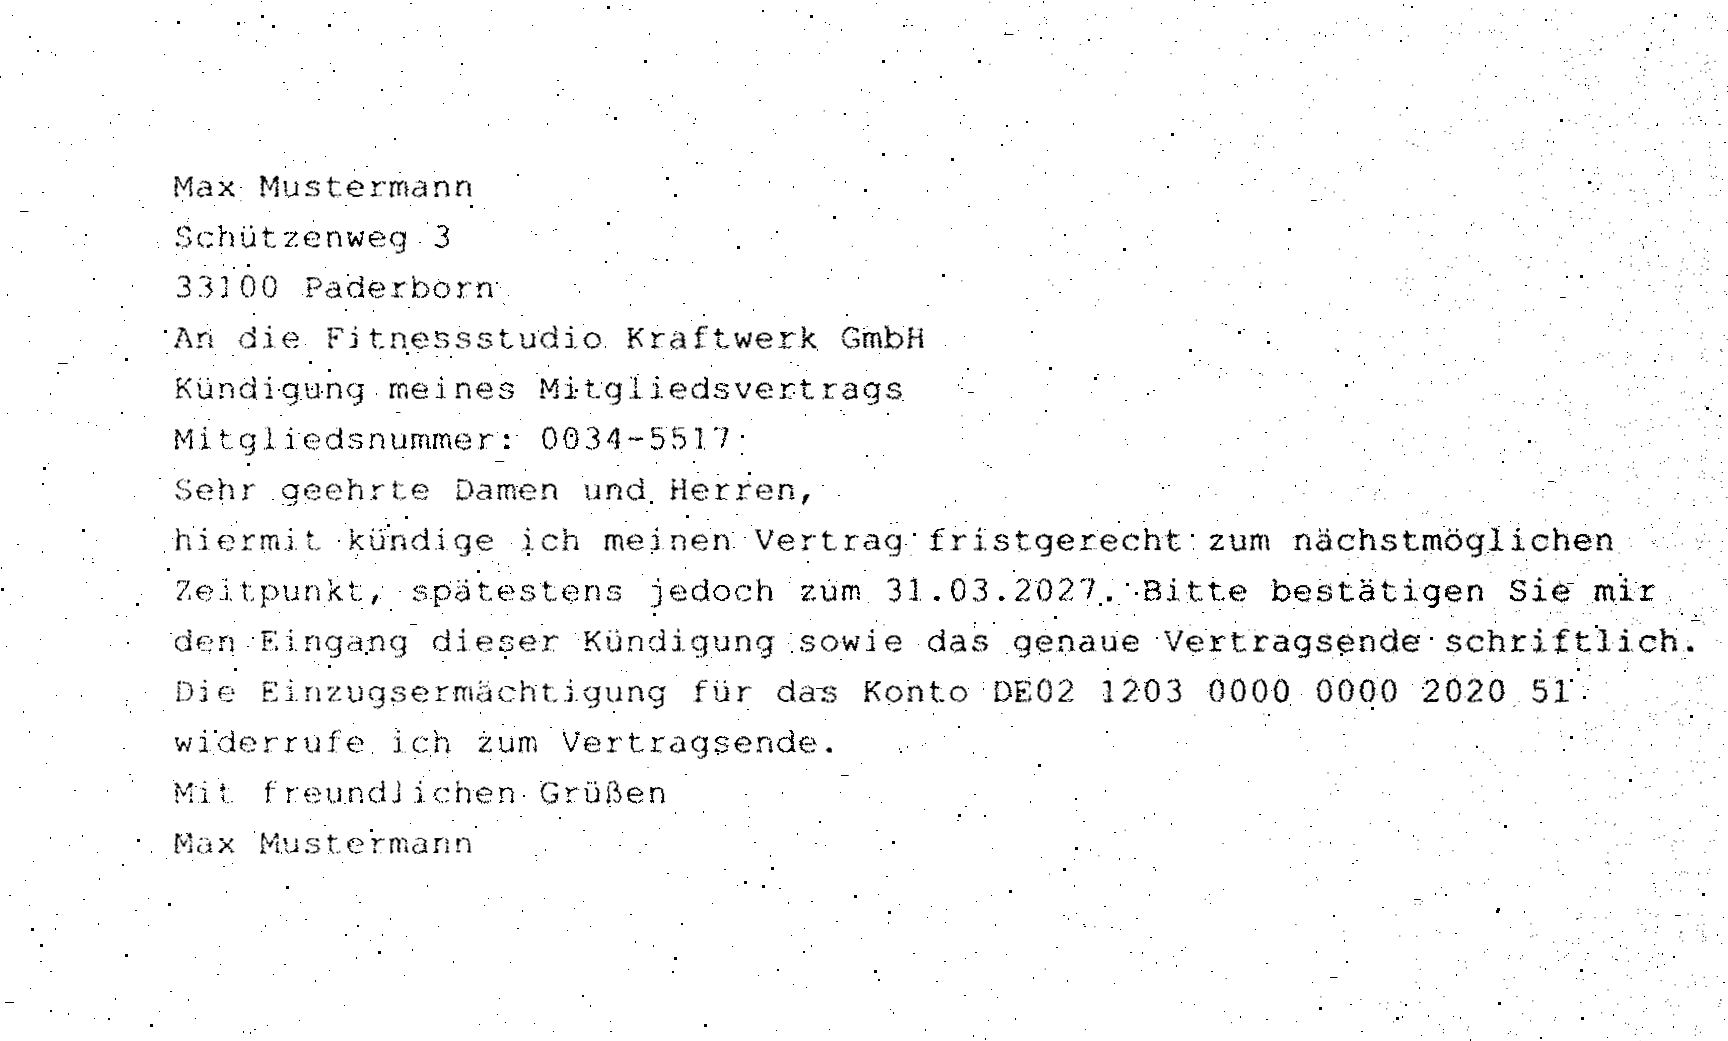 Max Mustermann
Schützenweg 3
33100 Paderborn
An die Fitnessstudio Kraftwerk GmbH
Kündigung meines Mitgliedsvertrags
Mitgliedsnummer: 0034-5517
Sehr geehrte Damen und Herren,
hiermit kündige ich meinen Vertrag fristgerecht zum nächstmöglichen
Zeitpunkt, spätestens jedoch zum 31.03.2027. Bitte bestätigen Sie mir
den Eingang dieser Kündigung sowie das genaue Vertragsende schriftlich.
Die Einzugsermächtigung für das Konto DE02 1203 0000 0000 2020 51
widerrufe ich zum Vertragsende.
Mit freundlichen Grüßen
Max Mustermann